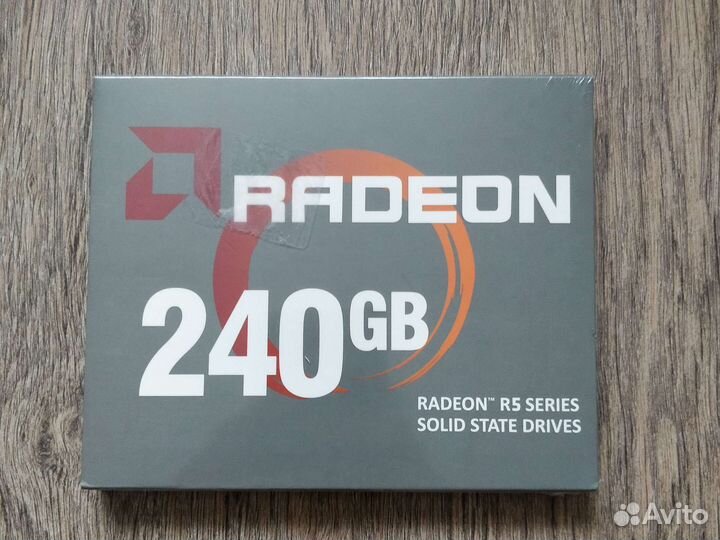 RADEON
240GB
RADEON™ R5 SERIES
SOLID STATE DRIVES
Avito